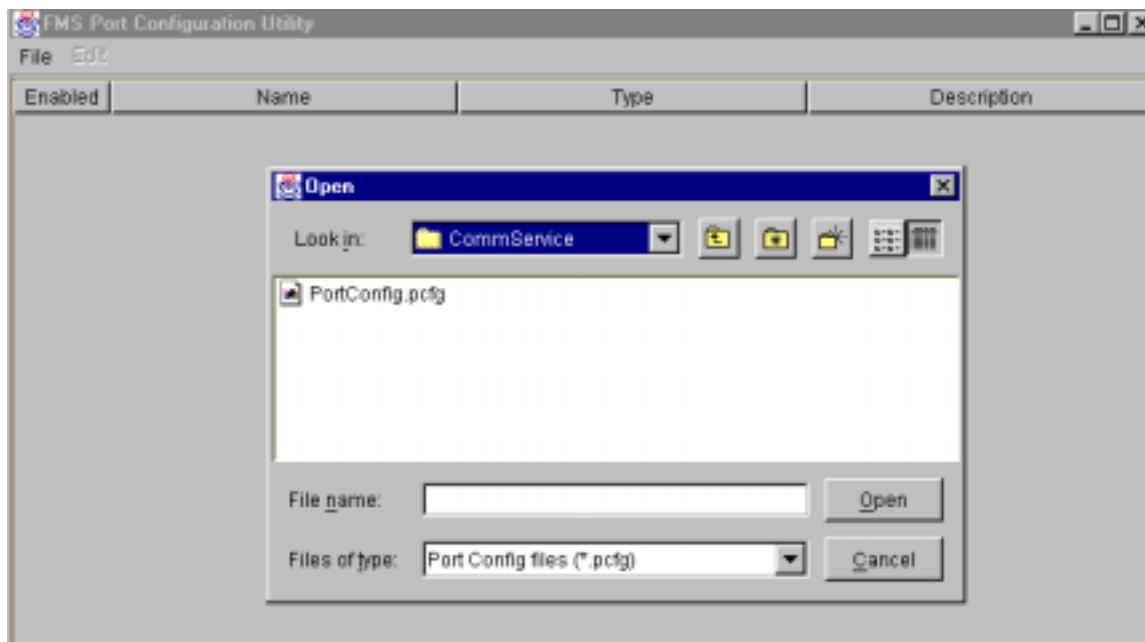 FMS Port Configuration Utility
File Edit
Enabled Name Type Description
Open
Look in: CommService
PortConfig.pcfg
File name: Open
Files of type: Port Config files (*.pcfg) Cancel